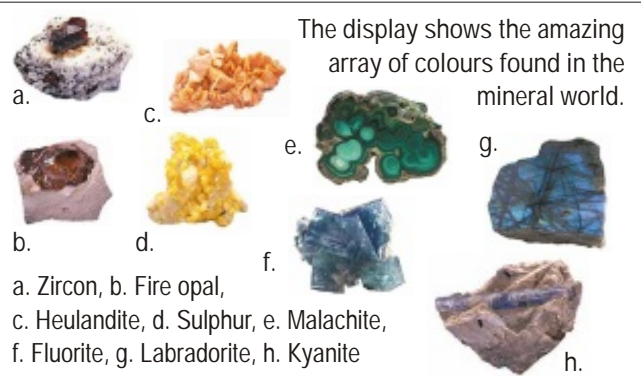 The display shows the amazing
array of colours found in the
mineral world.
a.
c.
e.
g.
b.
d.
f.
h.
a. Zircon, b. Fire opal,
c. Heulandite, d. Sulphur, e. Malachite,
f. Fluorite, g. Labradorite, h. Kyanite